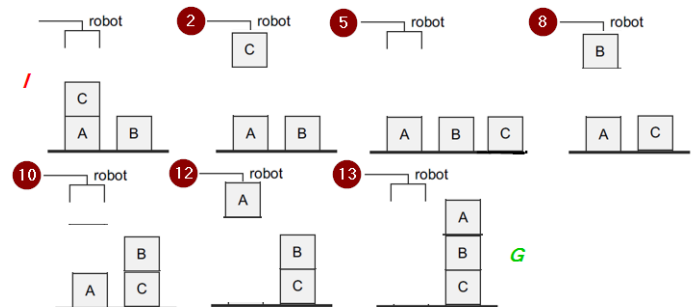 robot
2 robot
5 robot
8 robot
I
C
A B
C
A B
A B C
B
A C
10 robot
12 robot
13 robot
A B C
A
B
C
A
B
C
G